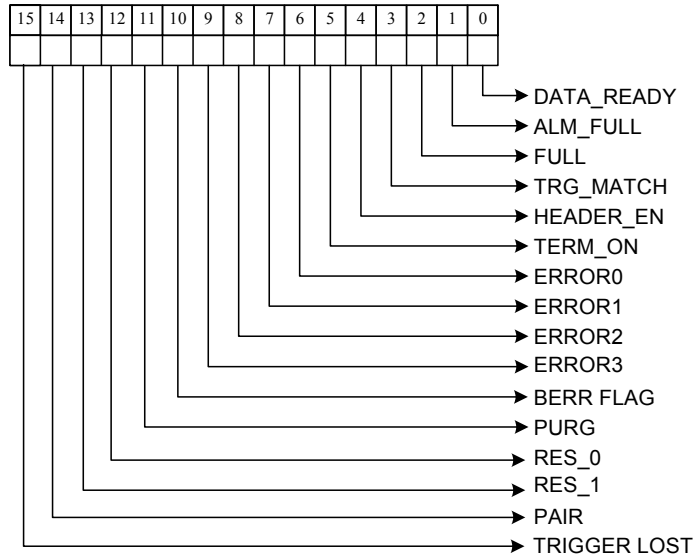 15 14 13 12 11 10 9 8 7 6 5 4 3 2 1 0
DATA_READY
ALM_FULL
FULL
TRG_MATCH
HEADER_EN
TERM_ON
ERROR0
ERROR1
ERROR2
ERROR3
BERR FLAG
PURG
RES_0
RES_1
PAIR
TRIGGER LOST